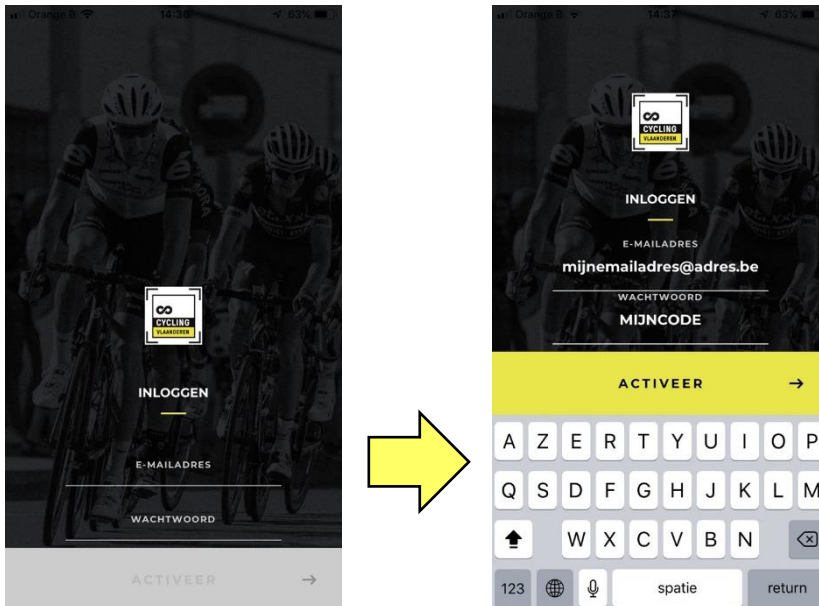 Orange B 14:36 63%
CYCLING
VLAANDEREN
INLOGGEN
E-MAILADRES
WACHTWOORD
ACTIVEER →
Orange B 14:37 63%
CYCLING
VLAANDEREN
INLOGGEN
E-MAILADRES
mijnemailadres@adres.be
WACHTWOORD
MIJNCODE
ACTIVEER →
A Z E R T Y U I O P
Q S D F G H J K L M
W X C V B N
123 spatie return